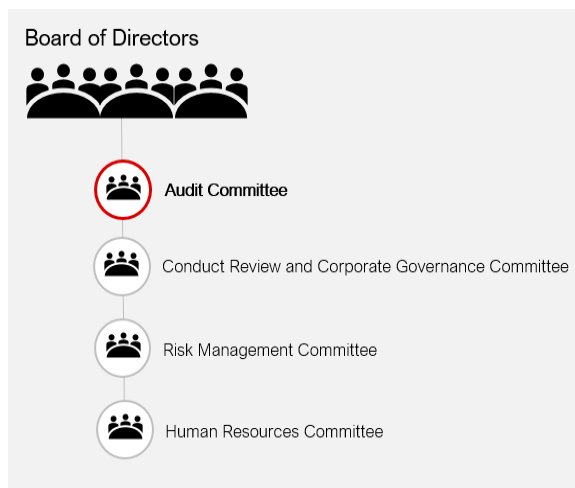 Board of Directors
Audit Committee
Conduct Review and Corporate Governance Committee
Risk Management Committee
Human Resources Committee